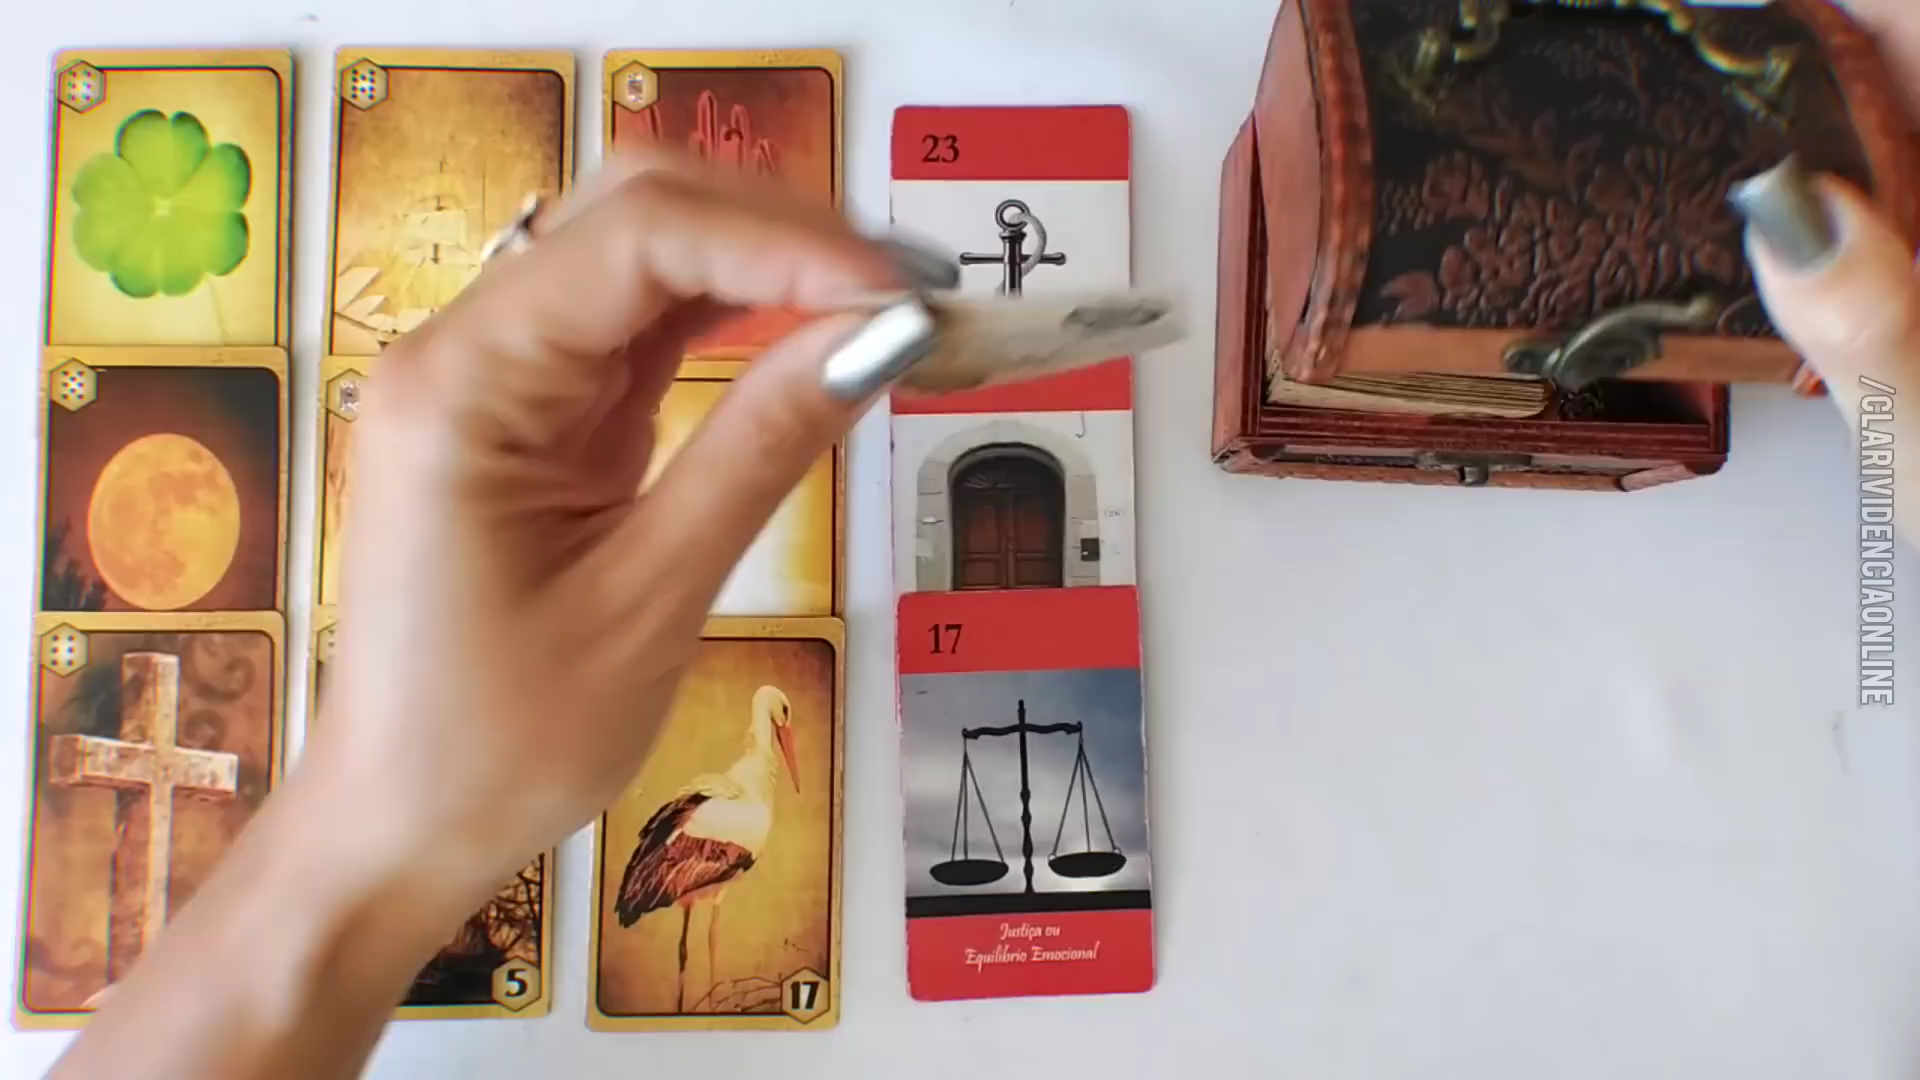 23
17
Justiça ou
Equilíbrio Emocional
5
17
/CLARIVIDENCIAONLINE